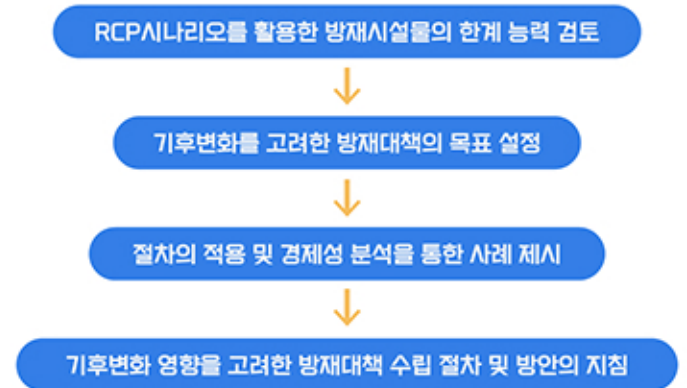 RCP시나리오를 활용한 방재시설물의 한계 능력 검토
기후변화를 고려한 방재대책의 목표 설정
절차의 적용 및 경제성 분석을 통한 사례 제시
기후변화 영향을 고려한 방재대책 수립 절차 및 방안의 지침